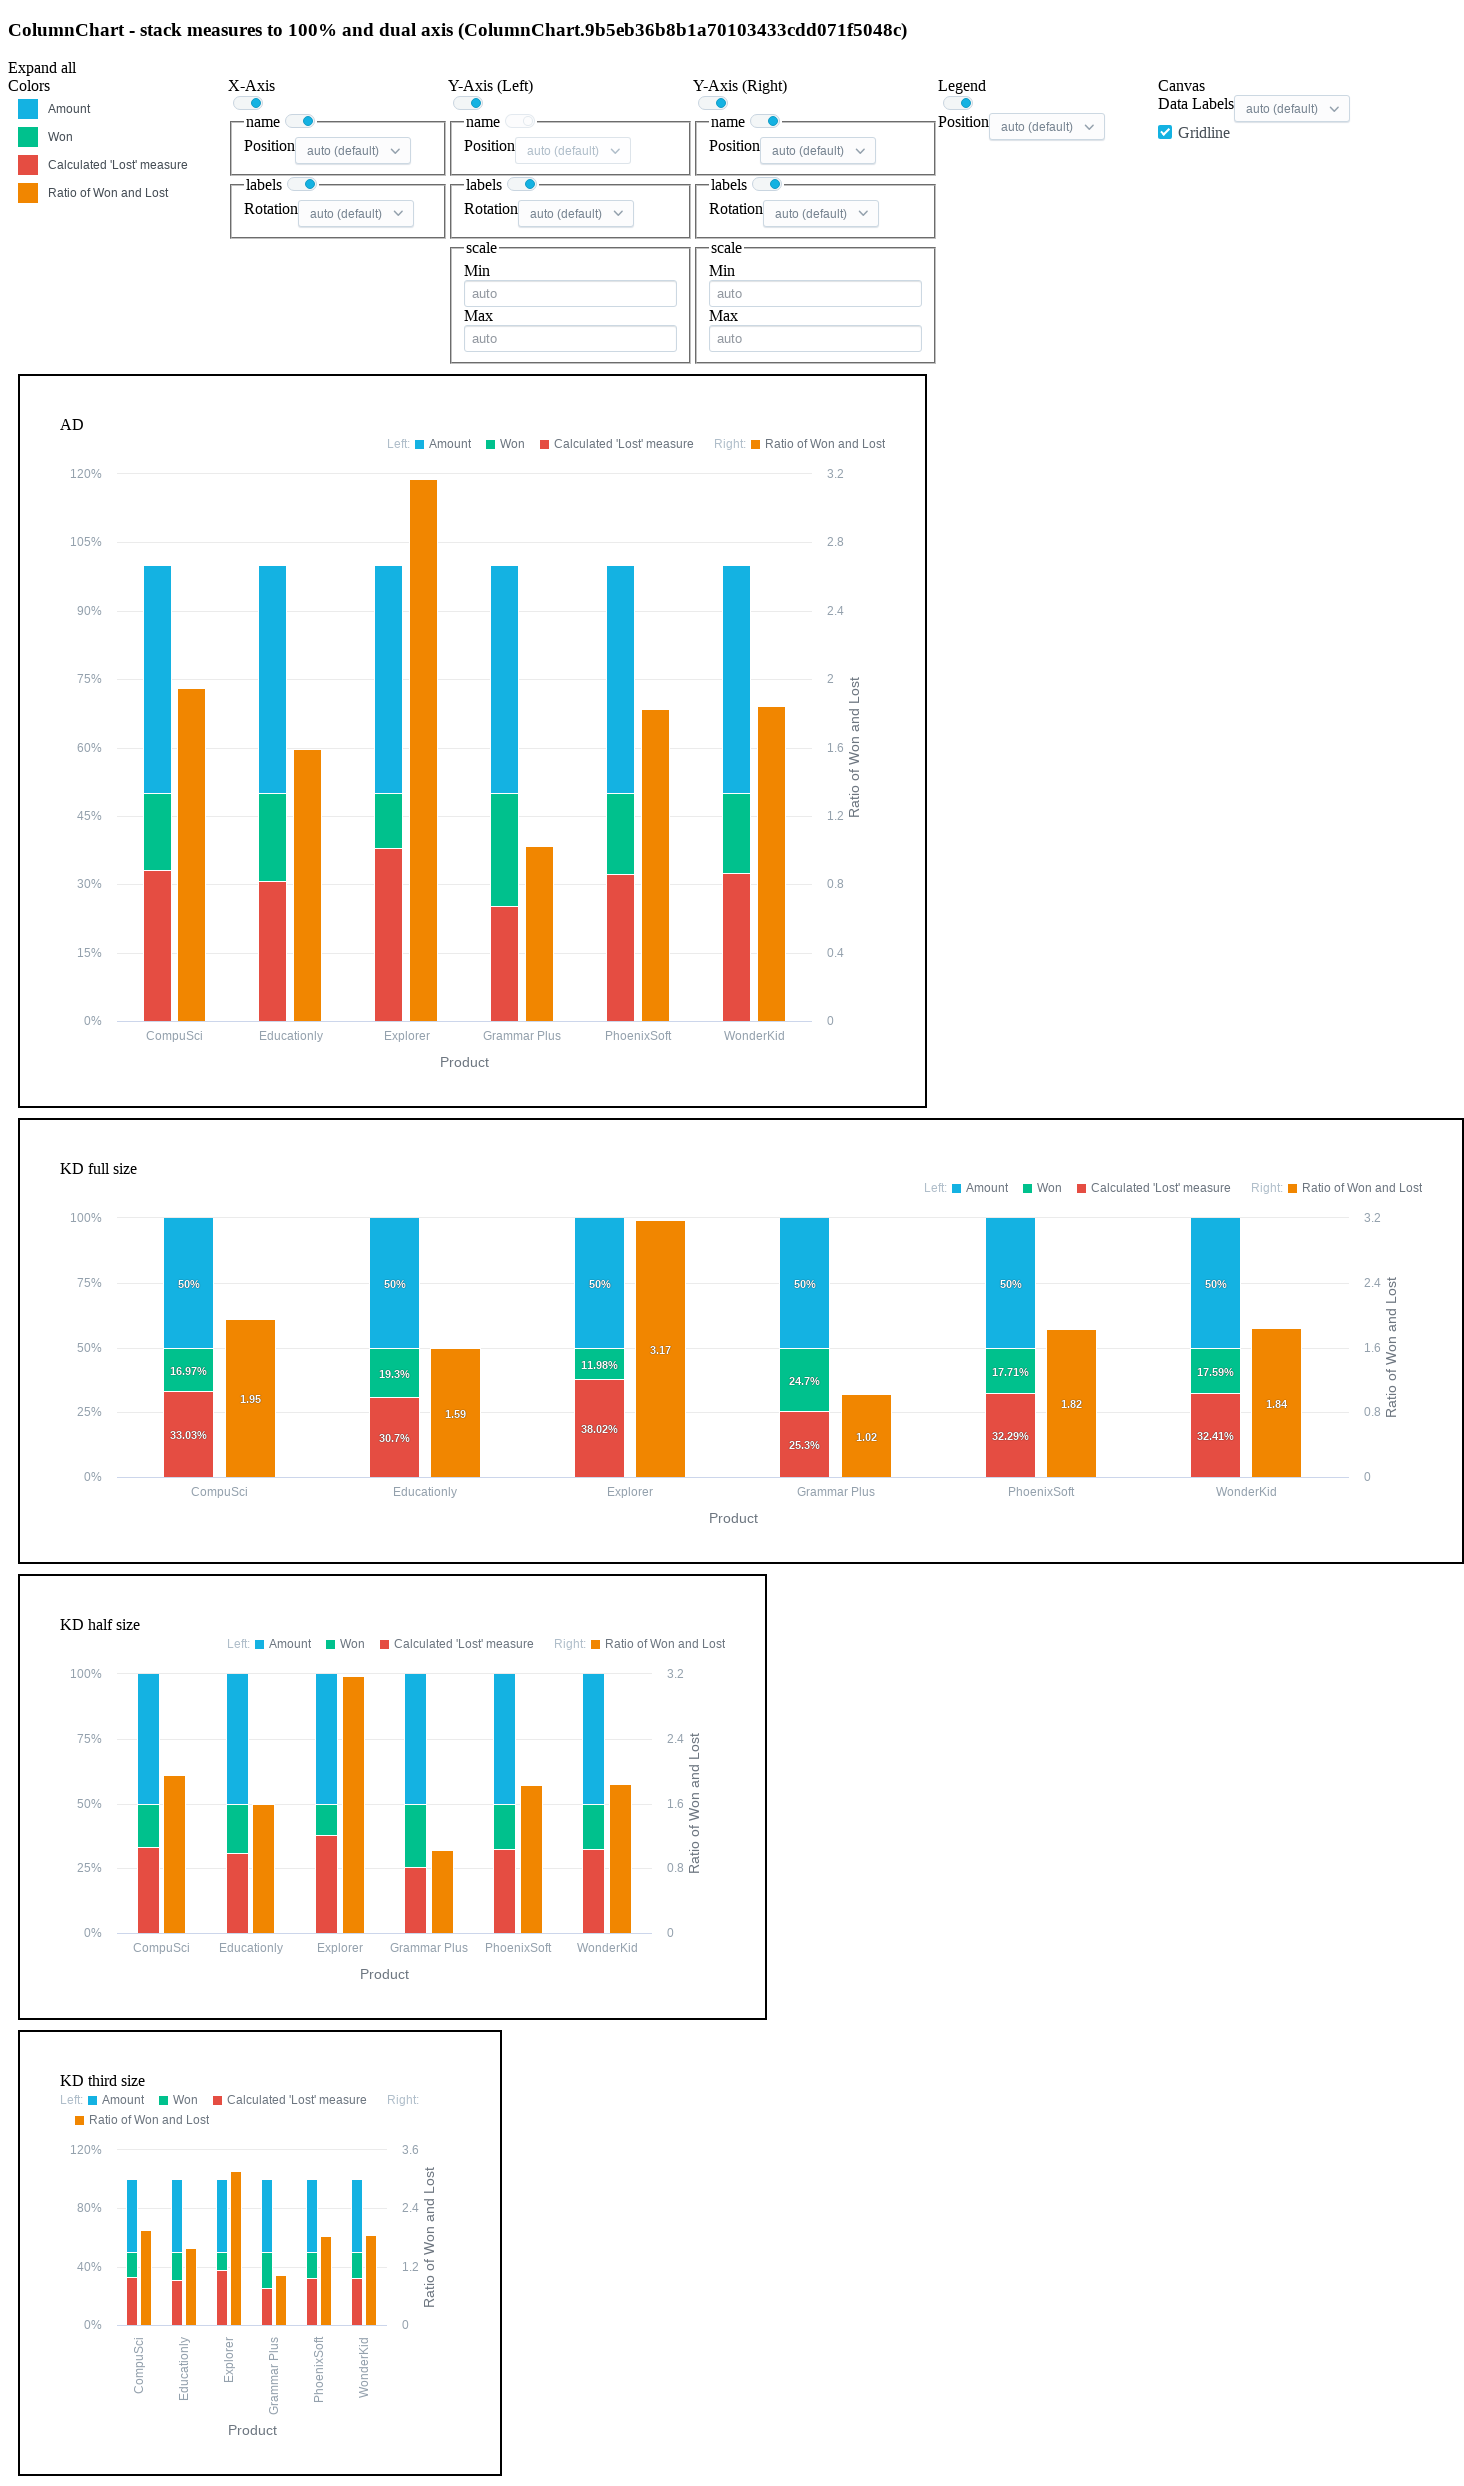 ColumnChart - stack measures to 100% and dual axis (ColumnChart.9b5eb36b8b1a70103433cdd071f5048c)
Expand all
Colors
Amount
Won
Calculated 'Lost' measure
Ratio of Won and Lost
X-Axis
name
Position auto (default)
labels
Rotation auto (default)
Y-Axis (Left)
name
Position auto (default)
labels
Rotation auto (default)
scale
Min
auto
Max
auto
Y-Axis (Right)
name
Position auto (default)
labels
Rotation auto (default)
scale
Min
auto
Max
auto
Legend
Position auto (default)
Canvas
Data Labels auto (default)
Gridline
AD
Left: Amount Won Calculated 'Lost' measure Right: Ratio of Won and Lost
120% 3.2
105% 2.8
90% 2.4
75% 2
60% 1.6
45% 1.2
30% 0.8
15% 0.4
0% 0
Ratio of Won and Lost
CompuSci Educationly Explorer Grammar Plus PhoenixSoft WonderKid
Product
KD full size
Left: Amount Won Calculated 'Lost' measure Right: Ratio of Won and Lost
100% 3.2
75% 2.4
50% 1.6
25% 0.8
0% 0
50% 50% 50% 50% 50% 50%
16.97% 19.3% 11.98% 24.7% 17.71% 17.59%
33.03% 30.7% 38.02% 25.3% 32.29% 32.41%
1.95 1.59 3.17 1.02 1.82 1.84
Ratio of Won and Lost
CompuSci Educationly Explorer Grammar Plus PhoenixSoft WonderKid
Product
KD half size
Left: Amount Won Calculated 'Lost' measure Right: Ratio of Won and Lost
100% 3.2
75% 2.4
50% 1.6
25% 0.8
0% 0
Ratio of Won and Lost
CompuSci Educationly Explorer Grammar Plus PhoenixSoft WonderKid
Product
KD third size
Left: Amount Won Calculated 'Lost' measure Right:
Ratio of Won and Lost
120% 3.6
80% 2.4
40% 1.2
0% 0
Ratio of Won and Lost
CompuSci Educationly Explorer Grammar Plus PhoenixSoft WonderKid
Product